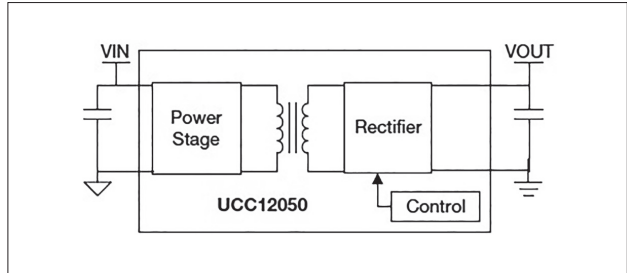 VIN
VOUT
Power
Stage
Rectifier
UCC12050
Control